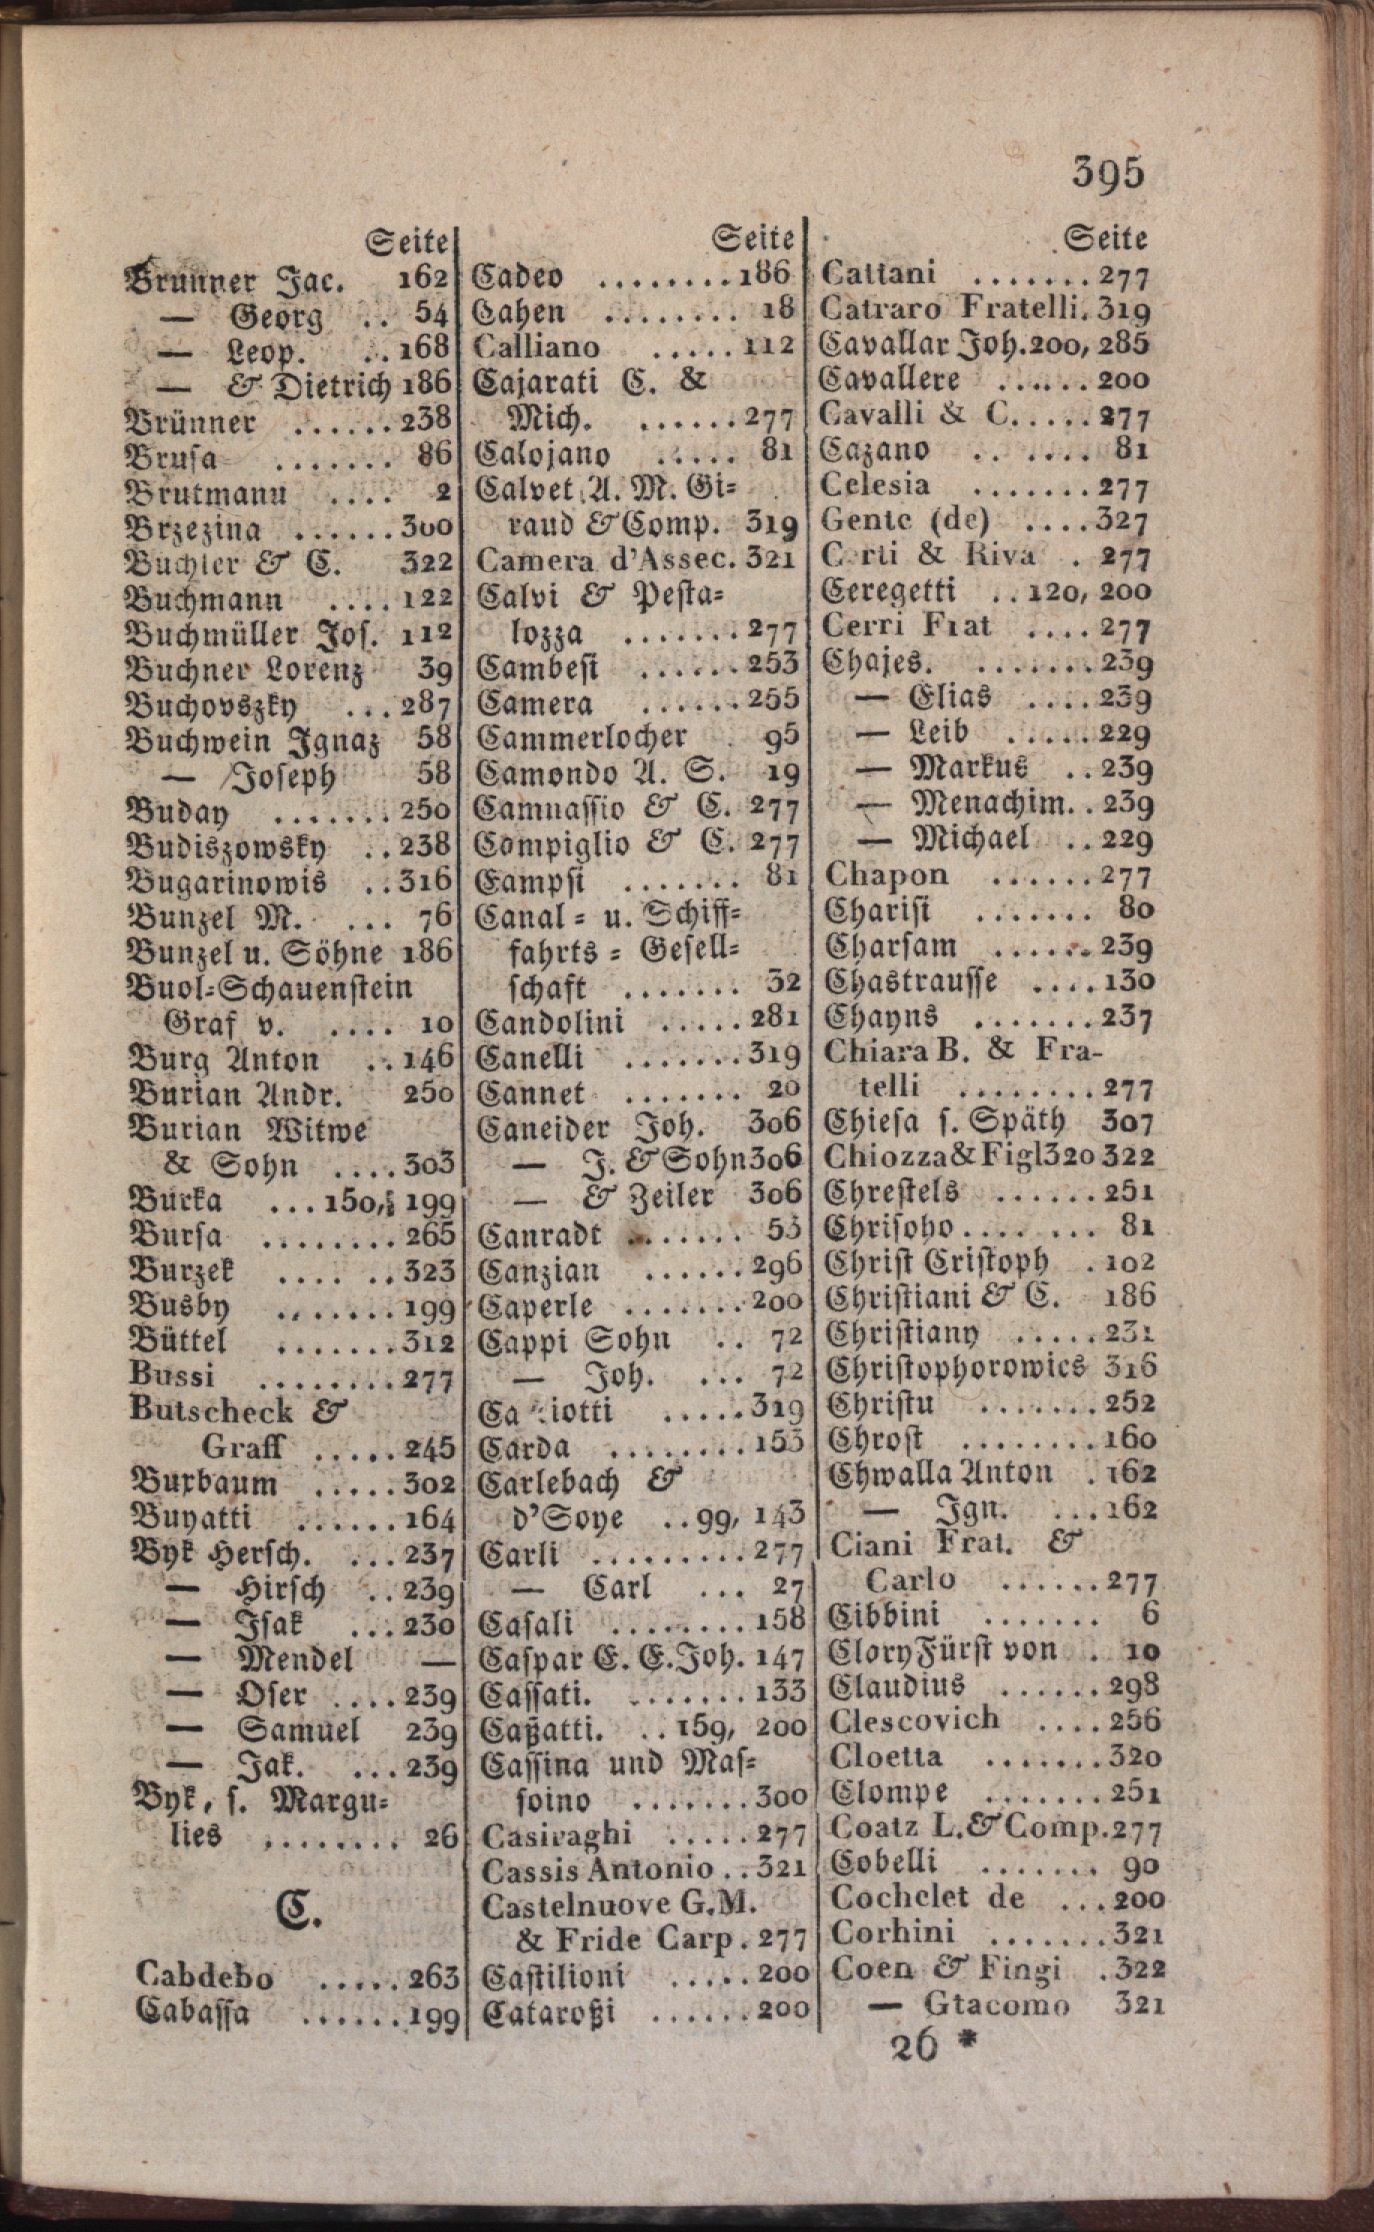 395
Seite
Brunner Jac. 162
— Georg .. 54
— Leop. .. 168
— & Dietrich 186
Brünner ...... 238
Brusa ....... 86
Brutmann .... 2
Brzezina ...... 300
Buchler & C. 322
Buchmann .... 122
Buchmüller Jos. 112
Buchner Lorenz 39
Buchovszky ... 287
Buchwein Ignaz 58
— Joseph 58
Buday ....... 250
Budiszowsky .. 238
Bugarinowis .. 316
Bunzel M. ... 76
Bunzel u. Söhne 186
Buol-Schauenstein
Graf v. .... 10
Burg Anton .. 146
Burian Andr. 250
Burian Witwe
& Sohn .... 303
Burka ... 150, 199
Bursa ........ 265
Burzek ...... 323
Busby ....... 199
Büttel ....... 312
Bussi ........ 277
Butscheck &
Graff ..... 245
Buxbaum ..... 302
Buyatti ...... 164
Byk Hersch. ... 237
— Hirsch .. 239
— Isak ... 230
— Mendel —
— Oser .... 239
— Samuel 239
— Jak. ... 239
Byk, s. Margu-
lies ........ 26
C.
Cabdebo ..... 263
Cabassa ...... 199
Seite
Cadeo ........ 186
Cahen ........ 18
Calliano ..... 112
Cajarati C. &
Mich. ...... 277
Calojano ..... 81
Calvet A. M. Gi-
raud & Comp. 319
Camera d'Assec. 321
Calvi & Pesta-
lozza ....... 277
Cambesi ...... 253
Camera ...... 255
Cammerlocher 95
Camondo A. S. 19
Camnassio & C. 277
Compiglio & C. 277
Campsi ....... 81
Canal- u. Schiff-
fahrts-Gesell-
schaft ....... 32
Candolini ..... 281
Canelli ....... 319
Cannet ....... 20
Caneider Joh. 306
— J. & Sohn 306
— & Zeiler 306
Canradt ....... 53
Canzian ...... 296
Caperle ....... 200
Cappi Sohn .. 72
— Joh. ... 72
Ca iotti ..... 319
Carda ........ 153
Carlebach &
d'Soye .. 99, 143
Carli ......... 277
— Carl ... 27
Casali ........ 158
Caspar E. E. Joh. 147
Cassati. ....... 133
Caßatti. .. 159, 200
Cassina und Mas-
soino ....... 300
Casiraghi ..... 277
Cassis Antonio .. 321
Castelnuove G. M.
& Fride Carp . 277
Castilioni ..... 200
Cataroßi ...... 200
Seite
Cattani ....... 277
Catraro Fratelli. 319
Cavallar Joh. 200, 285
Cavallere ...... 200
Cavalli & C. .... 277
Cazano ...... 81
Celesia ....... 277
Gente (de) .... 327
C rti & Riva . 277
Ceregetti .. 120, 200
Cerri Frat .... 277
Chajes. ....... 239
— Elias .... 239
— Leib ..... 229
— Markus .. 239
— Menachim. . 239
— Michael .. 229
Chapon ...... 277
Charisi ....... 80
Charsam ...... 239
Chastrausse .... 130
Chayns ....... 237
Chiara B. & Fra-
telli ........ 277
Chiesa s. Späth 307
Chiozza & Figl 320 322
Chrestels ...... 251
Chrisoho ....... 81
Christ Cristoph . 102
Christiani & C. 186
Christiany ..... 231
Christophorowics 316
Christu ....... 252
Chrost ........ 160
Chwalla Anton . 162
— Ign. ... 162
Ciani Frat. &
Carlo ...... 277
Cibbini ....... 6
Clory Fürst von . 10
Claudius ...... 298
Clescovich .... 256
Cloetta ....... 320
Clompe ....... 251
Coatz L. & Comp. 277
Cobelli ....... 90
Cochelet de ... 200
Corhini ....... 321
Coen & Fingi . 322
— Gtacomo 321
26 *